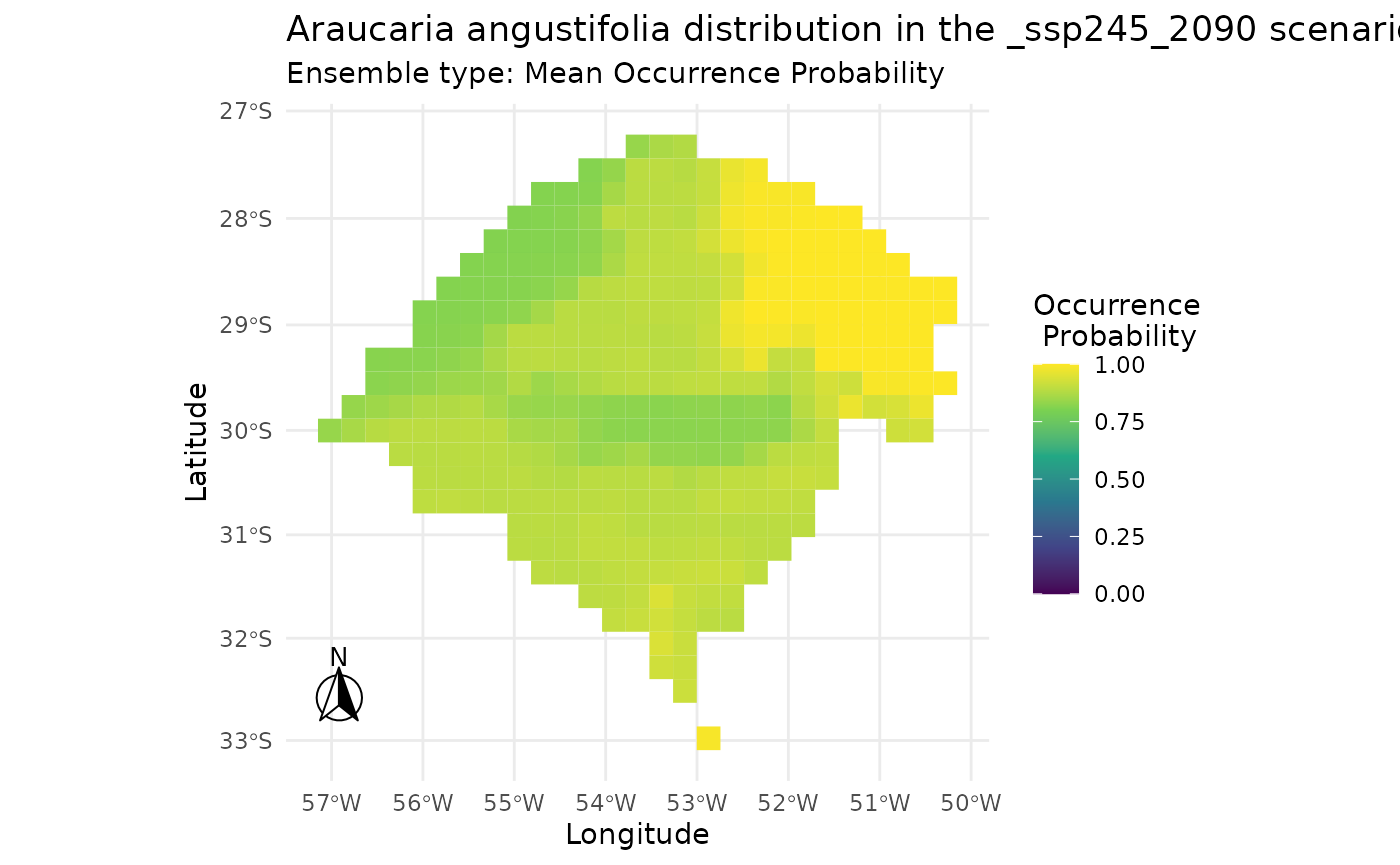 Araucaria angustifolia distribution in the _ssp245_2090 scenari
Ensemble type: Mean Occurrence Probability
27°S
28°S
29°S
30°S
31°S
32°S
33°S
Latitude
N
57°W 56°W 55°W 54°W 53°W 52°W 51°W 50°W
Longitude
Occurrence
Probability
1.00
0.75
0.50
0.25
0.00